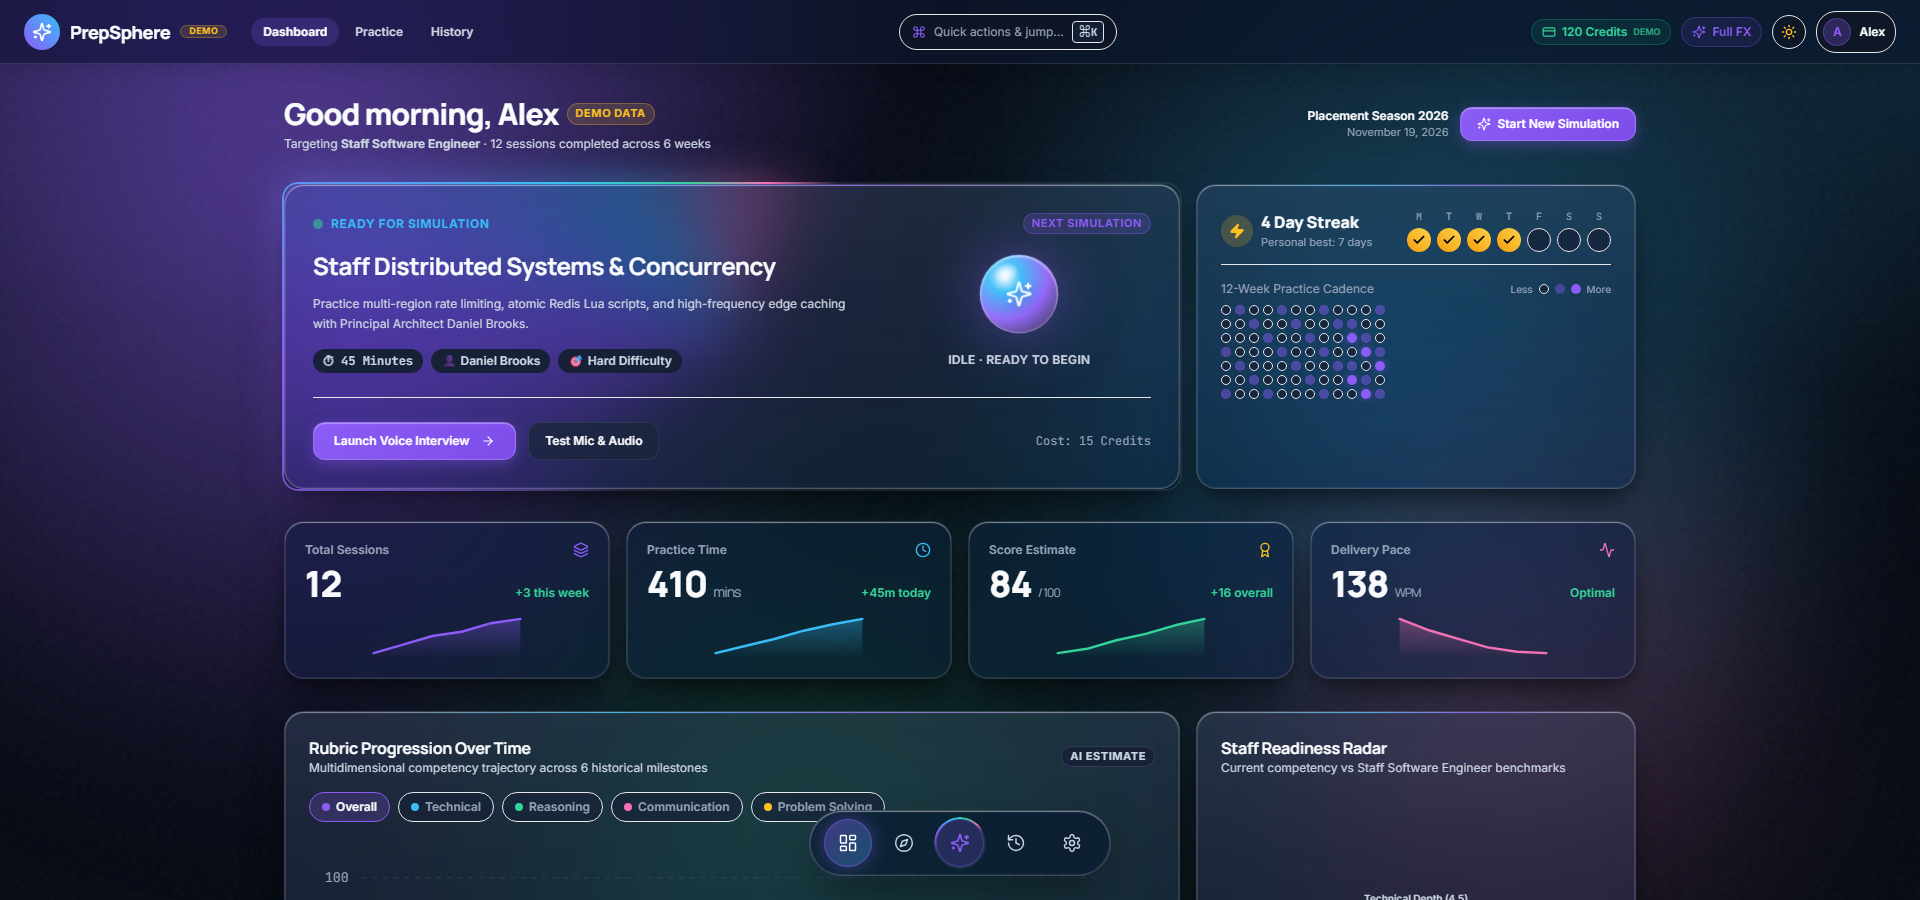 PrepSphere DEMO Dashboard Practice History Quick actions & jump... ⌘K 120 Credits DEMO Full FX A Alex
Good morning, Alex DEMO DATA
Targeting Staff Software Engineer · 12 sessions completed across 6 weeks
Placement Season 2026
November 19, 2026
Start New Simulation
READY FOR SIMULATION
NEXT SIMULATION
Staff Distributed Systems & Concurrency
Practice multi-region rate limiting, atomic Redis Lua scripts, and high-frequency edge caching
with Principal Architect Daniel Brooks.
45 Minutes Daniel Brooks Hard Difficulty
IDLE · READY TO BEGIN
Launch Voice Interview → Test Mic & Audio Cost: 15 Credits
4 Day Streak
Personal best: 7 days
M T W T F S S
12-Week Practice Cadence
Less More
Total Sessions
12
+3 this week
Practice Time
410 mins
+45m today
Score Estimate
84 /100
+16 overall
Delivery Pace
138 WPM
Optimal
Rubric Progression Over Time
Multidimensional competency trajectory across 6 historical milestones
AI ESTIMATE
Overall Technical Reasoning Communication Problem Solving
100
Staff Readiness Radar
Current competency vs Staff Software Engineer benchmarks
Technical Depth (4.5)